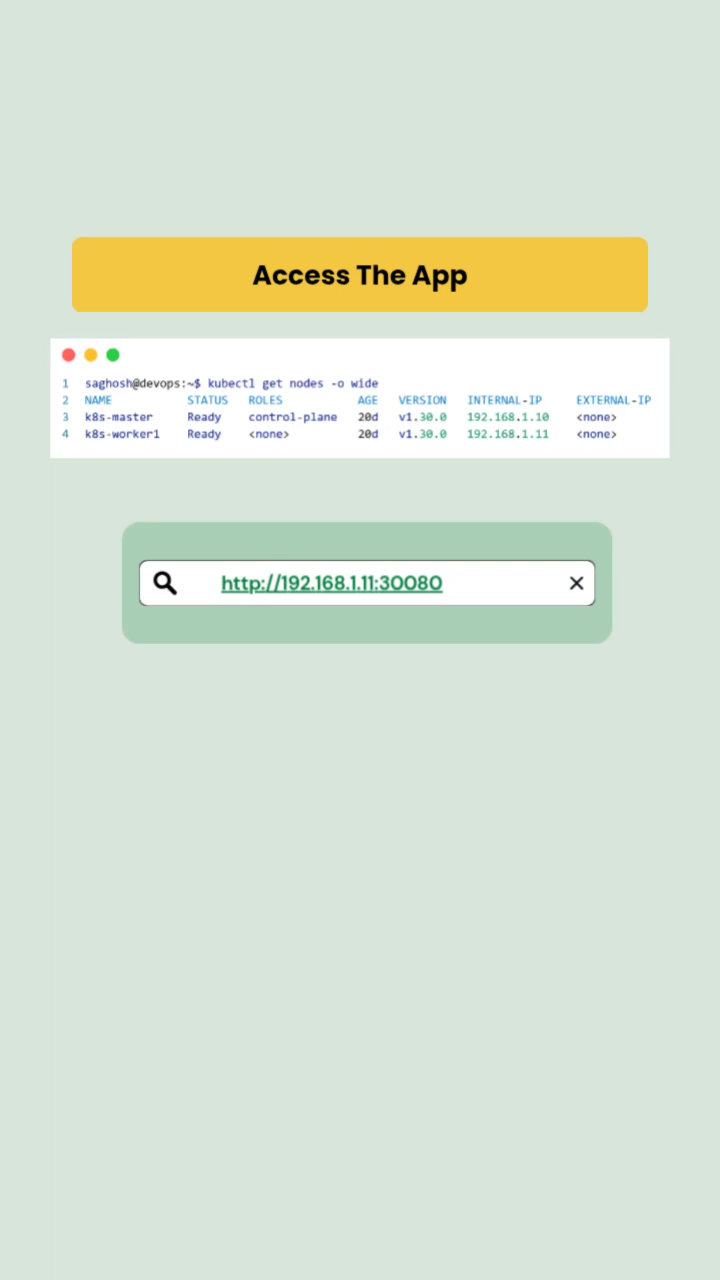 Access The App
1 saghosh@devops:~$ kubectl get nodes -o wide
2 NAME STATUS ROLES AGE VERSION INTERNAL-IP EXTERNAL-IP
3 k8s-master Ready control-plane 20d v1.30.0 192.168.1.10 <none>
4 k8s-worker1 Ready <none> 20d v1.30.0 192.168.1.11 <none>
http://192.168.1.11:30080